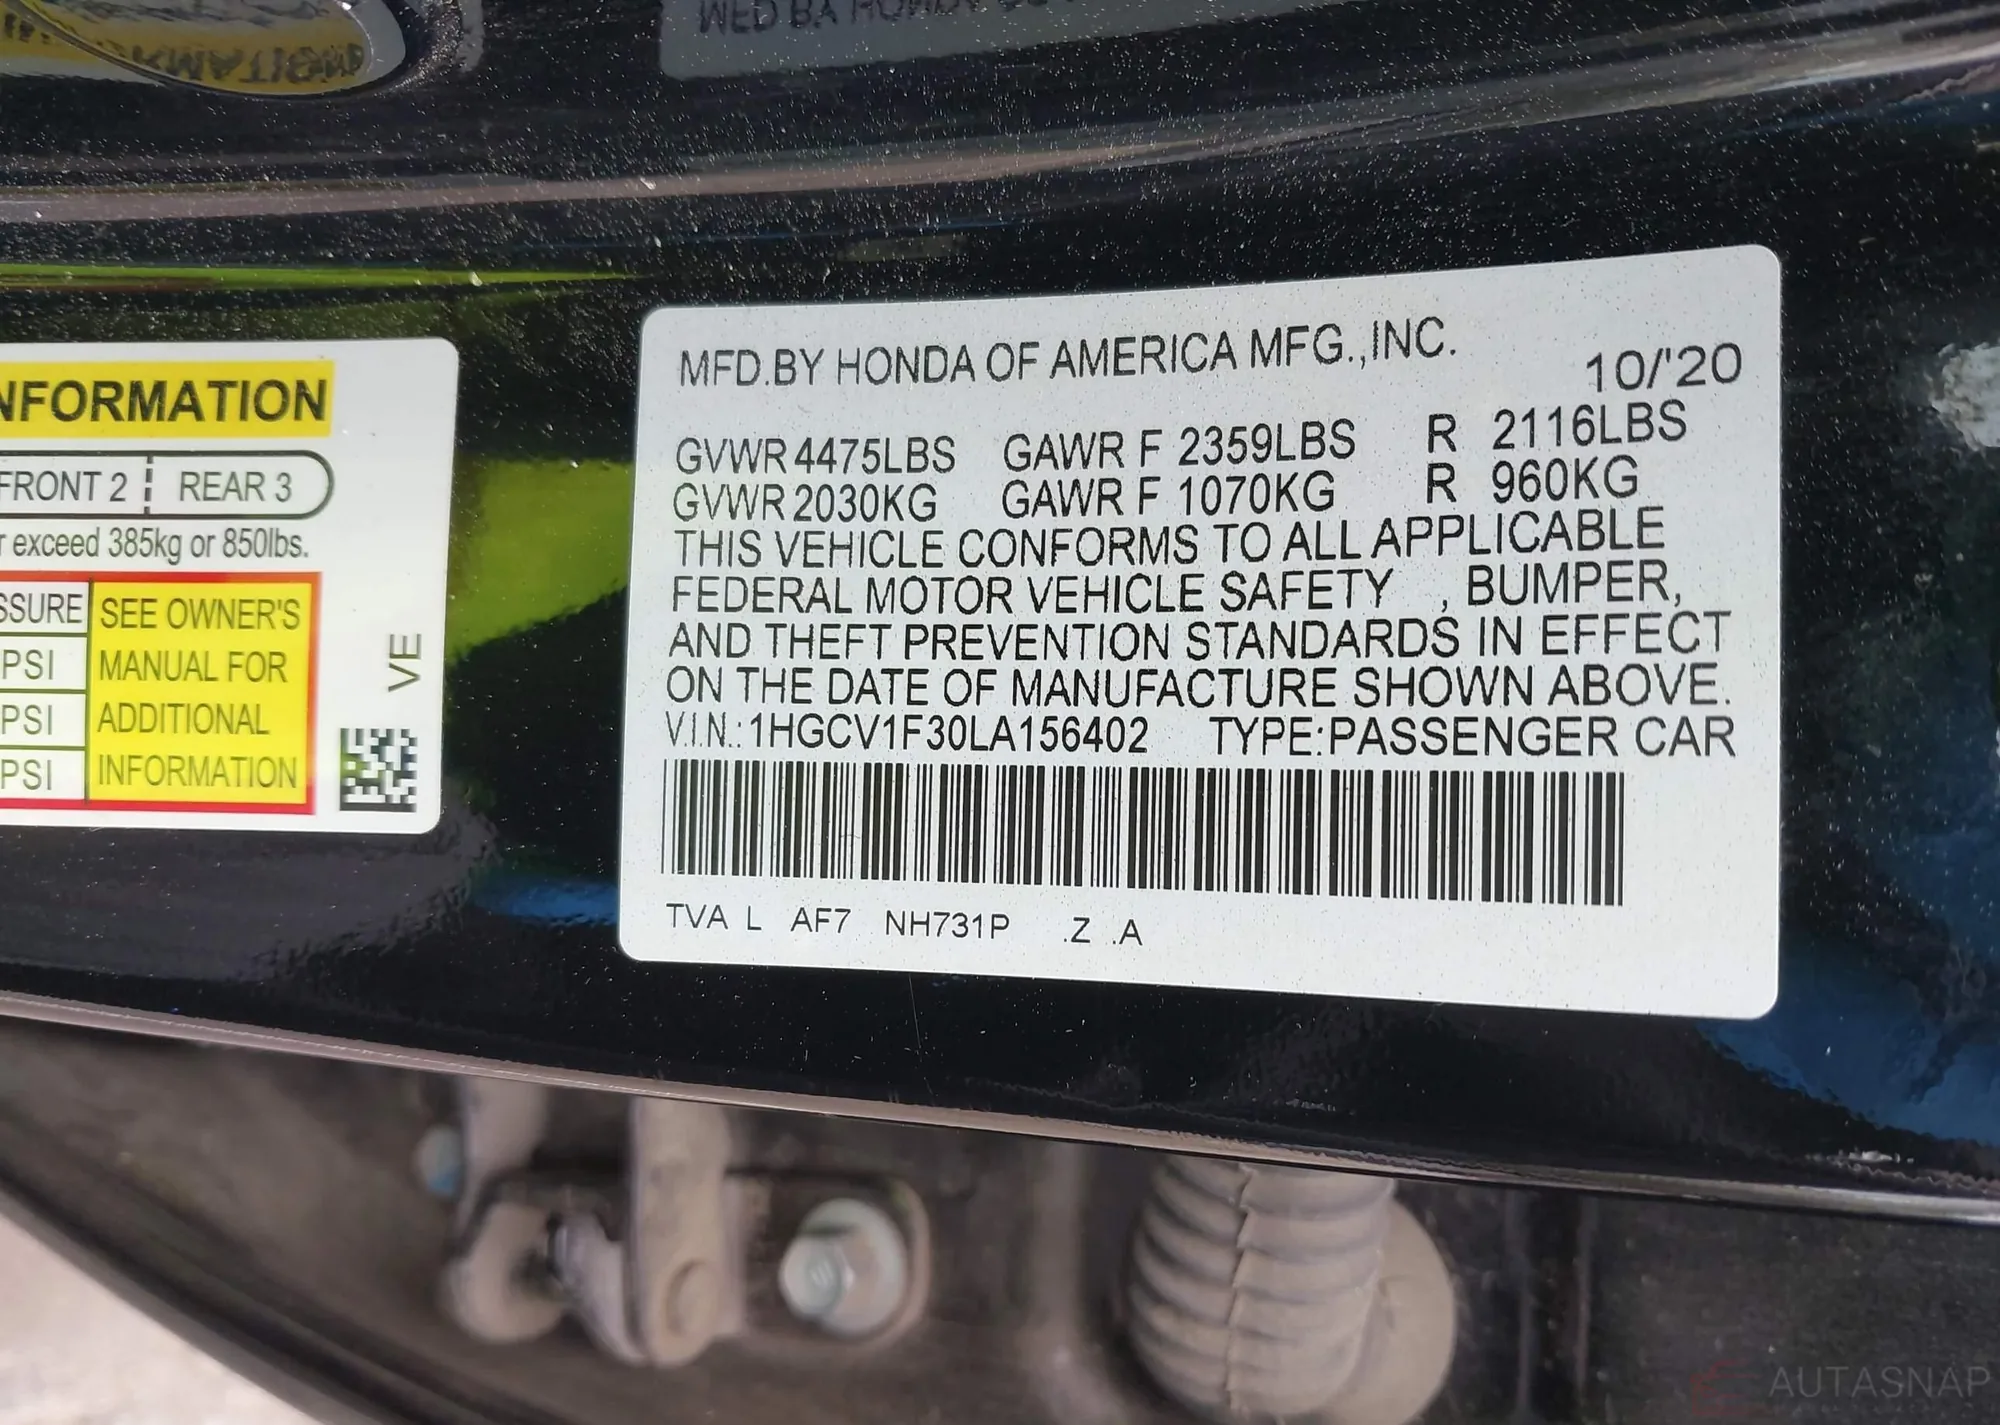 NFORMATION
FRONT 2 REAR 3
r exceed 385kg or 850lbs.
SSURE
PSI
PSI
PSI
SEE OWNER'S
MANUAL FOR
ADDITIONAL
INFORMATION
VE
MFD.BY HONDA OF AMERICA MFG.,INC.
10/'20
GVWR 4475LBS GAWR F 2359LBS R 2116LBS
GVWR 2030KG GAWR F 1070KG R 960KG
THIS VEHICLE CONFORMS TO ALL APPLICABLE
FEDERAL MOTOR VEHICLE SAFETY , BUMPER,
AND THEFT PREVENTION STANDARDS IN EFFECT
ON THE DATE OF MANUFACTURE SHOWN ABOVE.
V.I.N.: 1HGCV1F30LA156402 TYPE:PASSENGER CAR
TVA L AF7 NH731P .Z .A
AUTASNAP